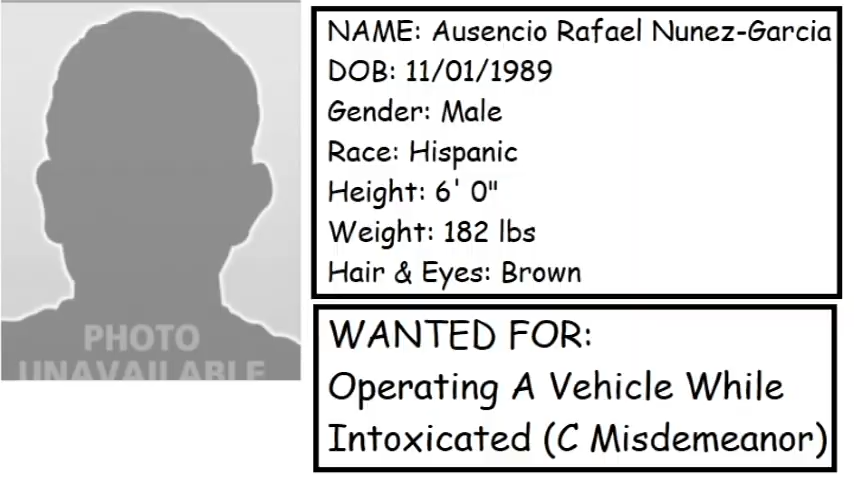 PHOTO
UNAVAILABLE
NAME: Ausencio Rafael Nunez-Garcia
DOB: 11/01/1989
Gender: Male
Race: Hispanic
Height: 6' 0"
Weight: 182 lbs
Hair & Eyes: Brown
WANTED FOR:
Operating A Vehicle While
Intoxicated (C Misdemeanor)